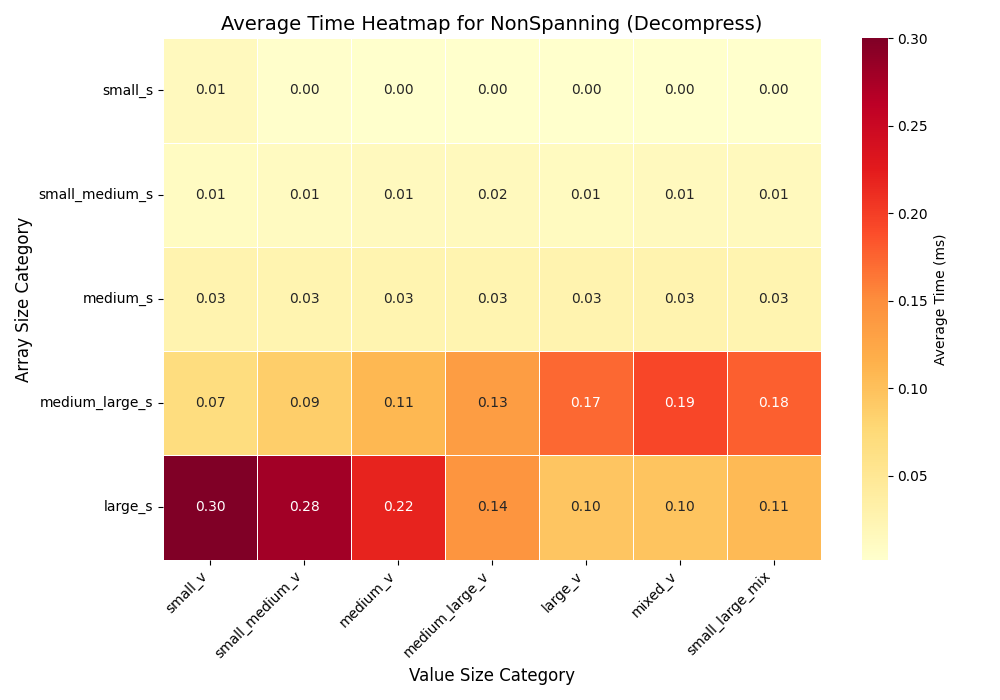 Average Time Heatmap for NonSpanning (Decompress)
Array Size Category
small_s 0.01 0.00 0.00 0.00 0.00 0.00 0.00
small_medium_s 0.01 0.01 0.01 0.02 0.01 0.01 0.01
medium_s 0.03 0.03 0.03 0.03 0.03 0.03 0.03
medium_large_s 0.07 0.09 0.11 0.13 0.17 0.19 0.18
large_s 0.30 0.28 0.22 0.14 0.10 0.10 0.11
small_v
small_medium_v
medium_v
medium_large_v
large_v
mixed_v
small_large_mix
Value Size Category
0.30
0.25
0.20
0.15
0.10
0.05
Average Time (ms)